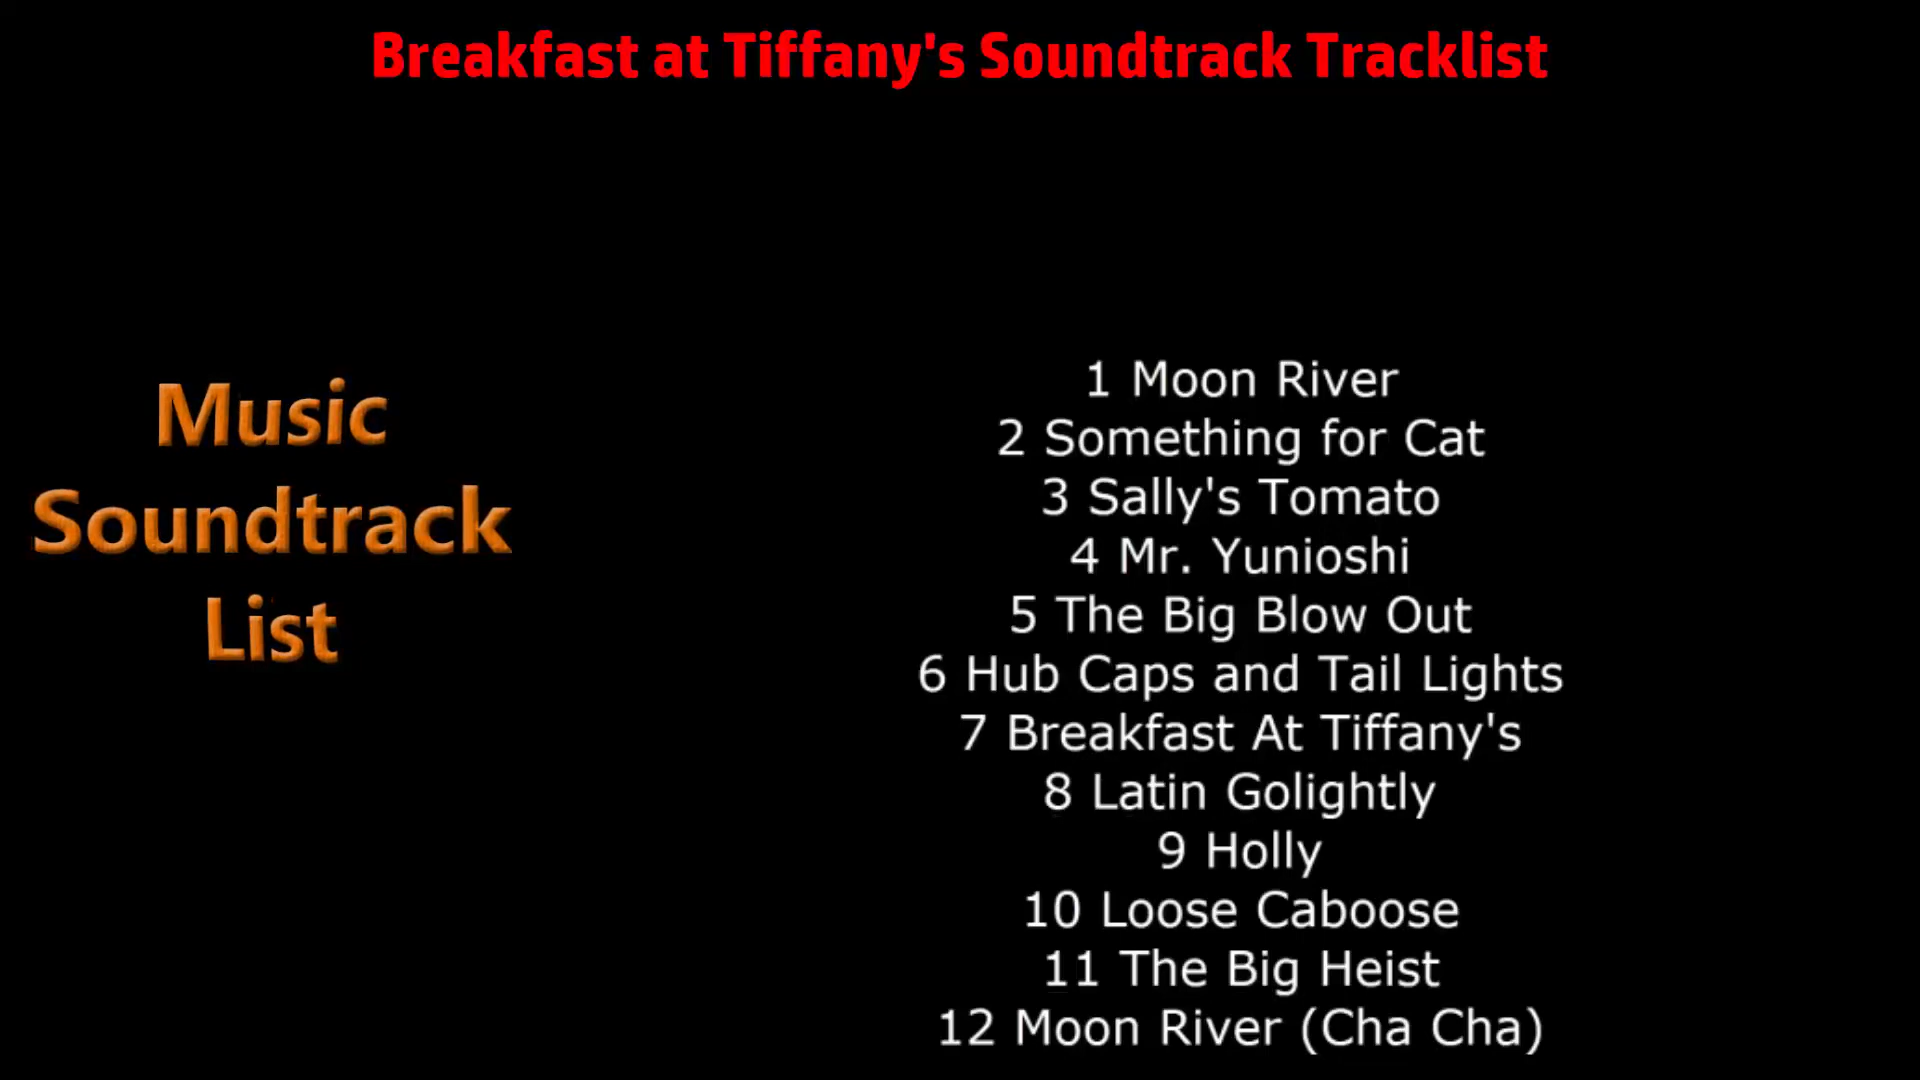 Breakfast at Tiffany's Soundtrack Tracklist
Music
Soundtrack
List
1 Moon River
2 Something for Cat
3 Sally's Tomato
4 Mr. Yunioshi
5 The Big Blow Out
6 Hub Caps and Tail Lights
7 Breakfast At Tiffany's
8 Latin Golightly
9 Holly
10 Loose Caboose
11 The Big Heist
12 Moon River (Cha Cha)